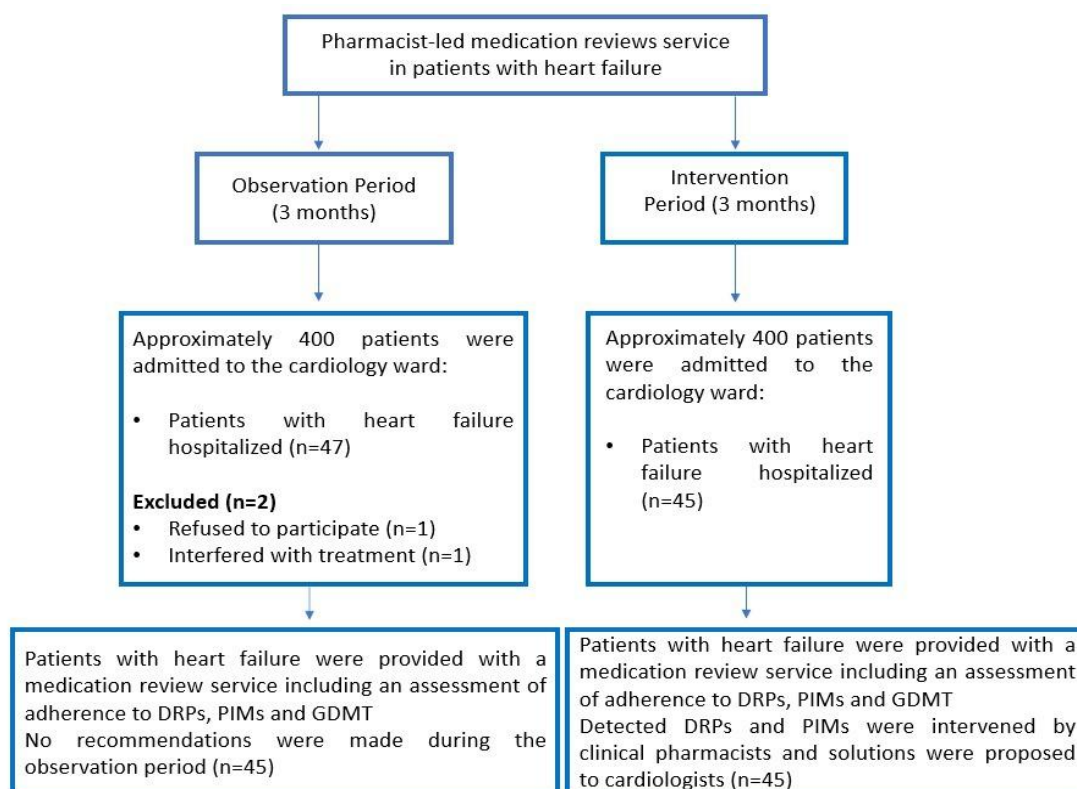 Pharmacist-led medication reviews service
in patients with heart failure
Observation Period
(3 months)
Intervention
Period (3 months)
Approximately 400 patients were
admitted to the cardiology ward:
• Patients with heart failure
hospitalized (n=47)
Excluded (n=2)
• Refused to participate (n=1)
• Interfered with treatment (n=1)
Approximately 400 patients
were admitted to the
cardiology ward:
• Patients with heart
failure hospitalized
(n=45)
Patients with heart failure were provided with a
medication review service including an assessment of
adherence to DRPs, PIMs and GDMT
No recommendations were made during the
observation period (n=45)
Patients with heart failure were provided with a
medication review service including an assessment
of adherence to DRPs, PIMs and GDMT
Detected DRPs and PIMs were intervened by
clinical pharmacists and solutions were proposed
to cardiologists (n=45)